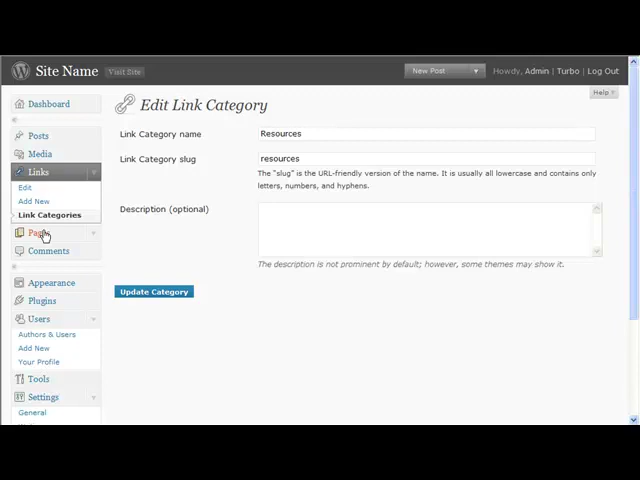 Site Name Visit Site New Post Howdy, Admin | Turbo | Log Out
Help
Dashboard
Edit Link Category
Posts
Media
Links
Edit
Add New
Link Categories
Pages
Comments
Appearance
Plugins
Users
Authors & Users
Add New
Your Profile
Tools
Settings
General
Link Category name Resources
Link Category slug resources
The "slug" is the URL-friendly version of the name. It is usually all lowercase and contains only
letters, numbers, and hyphens.
Description (optional)
The description is not prominent by default; however, some themes may show it.
Update Category